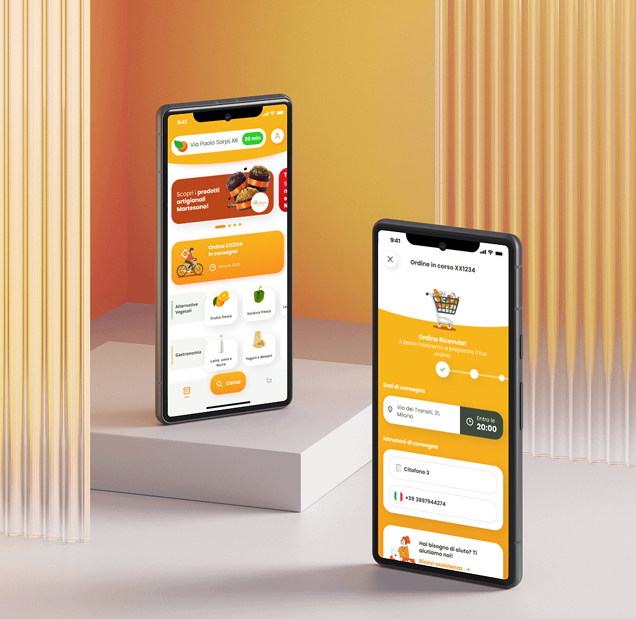 9:41
Via Paolo Sarpi, Mi
30 min
Scopri i prodotti
artigianali
Martesana!
Ordine XX1234
in consegna
Alternative
Vegetali
Frutta fresca
Verdura fresca
Gastronomia
Latte, uova e
Burro
Yogurt e dessert
Cerca
9:41
Ordine in corso XX1234
Ordine Ricevuto!
A breve inizieremo a preparare il tuo
ordine
Dati di consegna
Via dei Transiti, 21,
Milano
Entro le
20:00
Istruzioni di consegna
Citofono 3
+39 3897944274
Hai bisogno di aiuto? Ti
aiutiamo noi!
Ricevi assistenza →